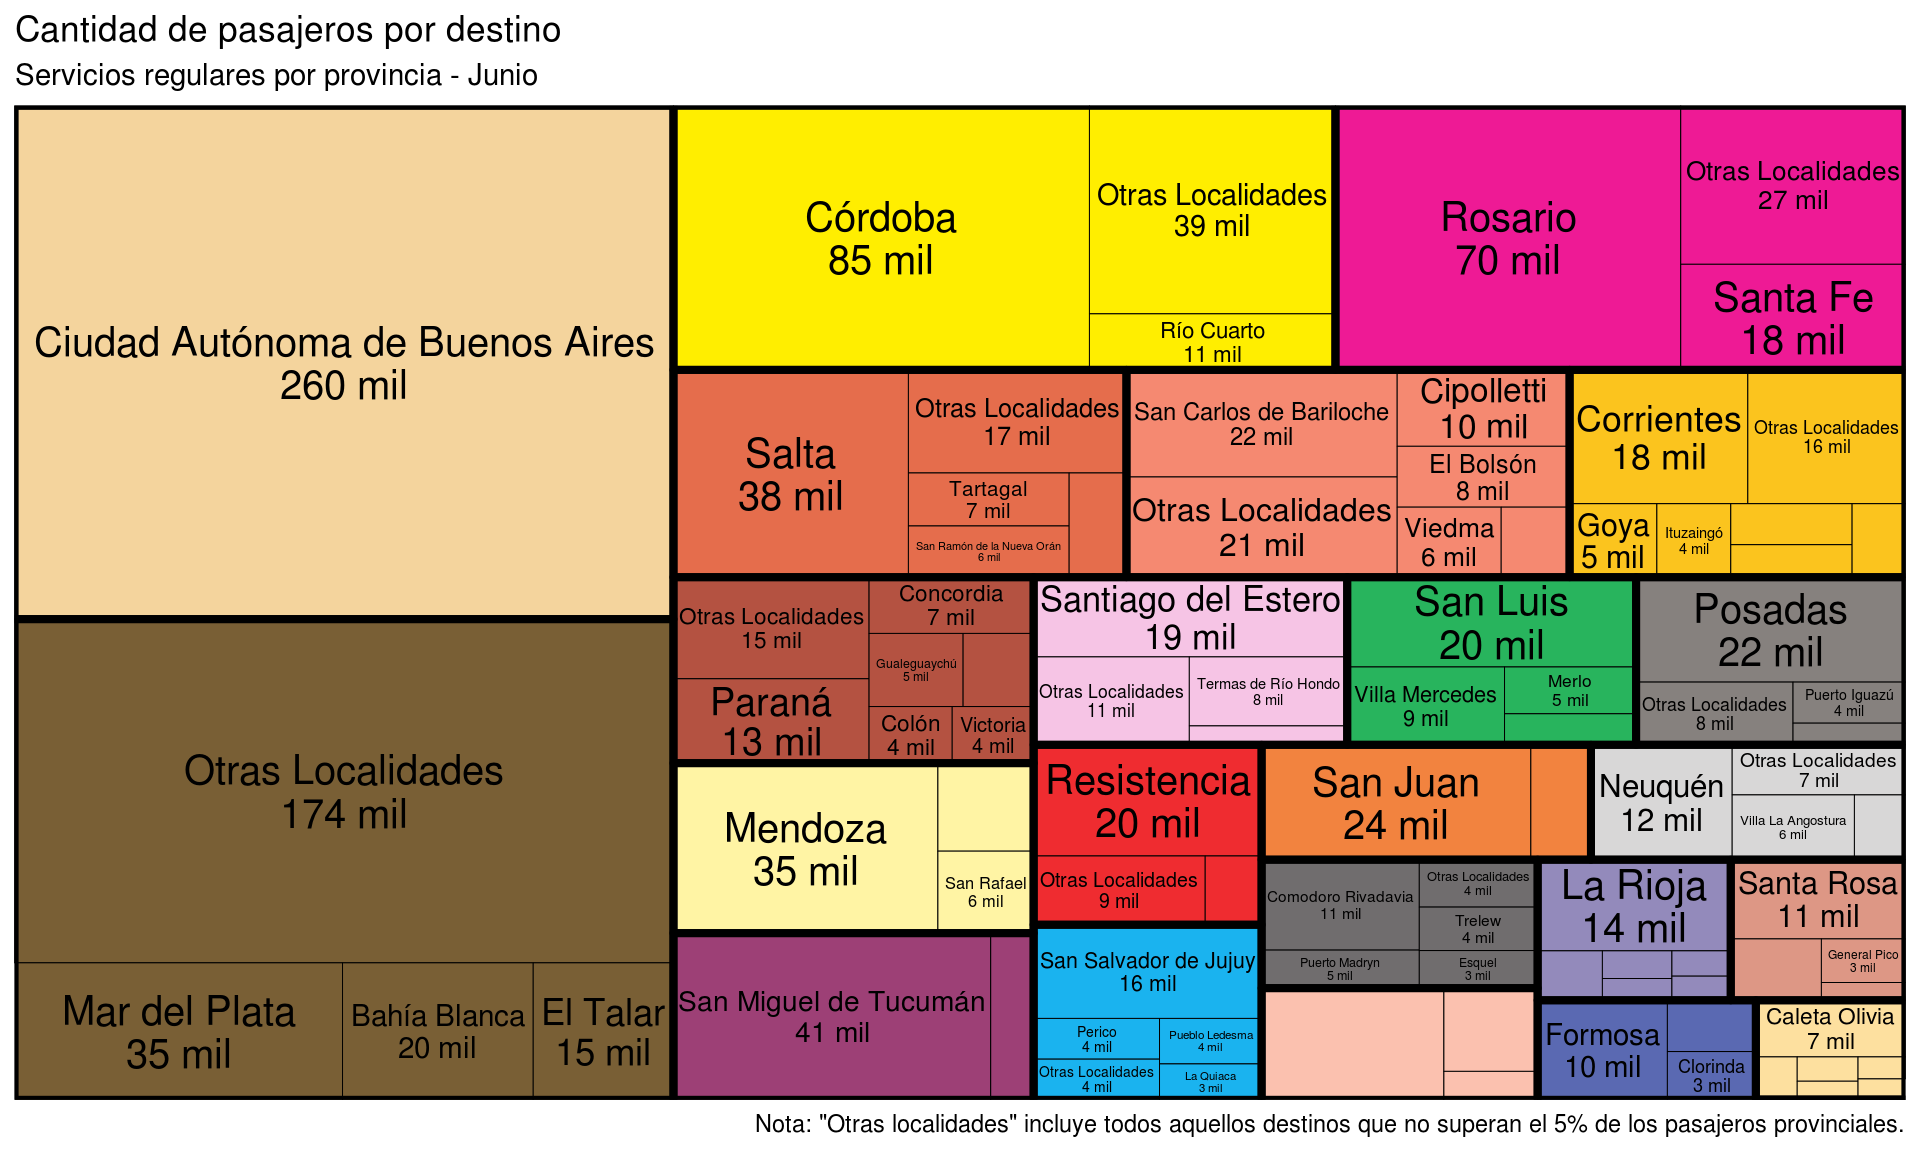 Cantidad de pasajeros por destino
Servicios regulares por provincia - Junio
Ciudad Autónoma de Buenos Aires
260 mil
Otras Localidades
174 mil
Mar del Plata
35 mil
Bahía Blanca
20 mil
El Talar
15 mil
Córdoba
85 mil
Otras Localidades
39 mil
Río Cuarto
11 mil
Rosario
70 mil
Otras Localidades
27 mil
Santa Fe
18 mil
Salta
38 mil
Otras Localidades
17 mil
Tartagal
7 mil
San Ramón de la Nueva Orán
6 mil
San Carlos de Bariloche
22 mil
Otras Localidades
21 mil
Cipolletti
10 mil
El Bolsón
8 mil
Viedma
6 mil
Corrientes
18 mil
Otras Localidades
16 mil
Goya
5 mil
Ituzaingó
4 mil
Otras Localidades
15 mil
Paraná
13 mil
Concordia
7 mil
Gualeguaychú
5 mil
Colón
4 mil
Victoria
4 mil
Santiago del Estero
19 mil
Otras Localidades
11 mil
Termas de Río Hondo
8 mil
San Luis
20 mil
Villa Mercedes
9 mil
Merlo
5 mil
Posadas
22 mil
Otras Localidades
8 mil
Puerto Iguazú
4 mil
Mendoza
35 mil
San Rafael
6 mil
San Miguel de Tucumán
41 mil
Resistencia
20 mil
Otras Localidades
9 mil
San Juan
24 mil
Neuquén
12 mil
Otras Localidades
7 mil
Villa La Angostura
6 mil
San Salvador de Jujuy
16 mil
Perico
4 mil
Otras Localidades
4 mil
Pueblo Ledesma
4 mil
La Quiaca
3 mil
Comodoro Rivadavia
11 mil
Puerto Madryn
5 mil
Otras Localidades
4 mil
Trelew
4 mil
Esquel
3 mil
La Rioja
14 mil
Santa Rosa
11 mil
General Pico
3 mil
Formosa
10 mil
Clorinda
3 mil
Caleta Olivia
7 mil
Nota: "Otras localidades" incluye todos aquellos destinos que no superan el 5% de los pasajeros provinciales.